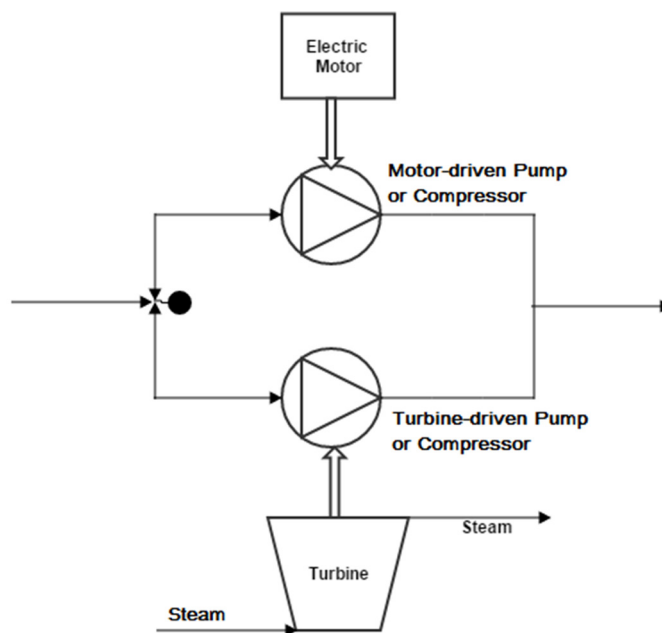 Electric
Motor
Motor-driven Pump
or Compressor
Turbine-driven Pump
or Compressor
Steam
Turbine
Steam